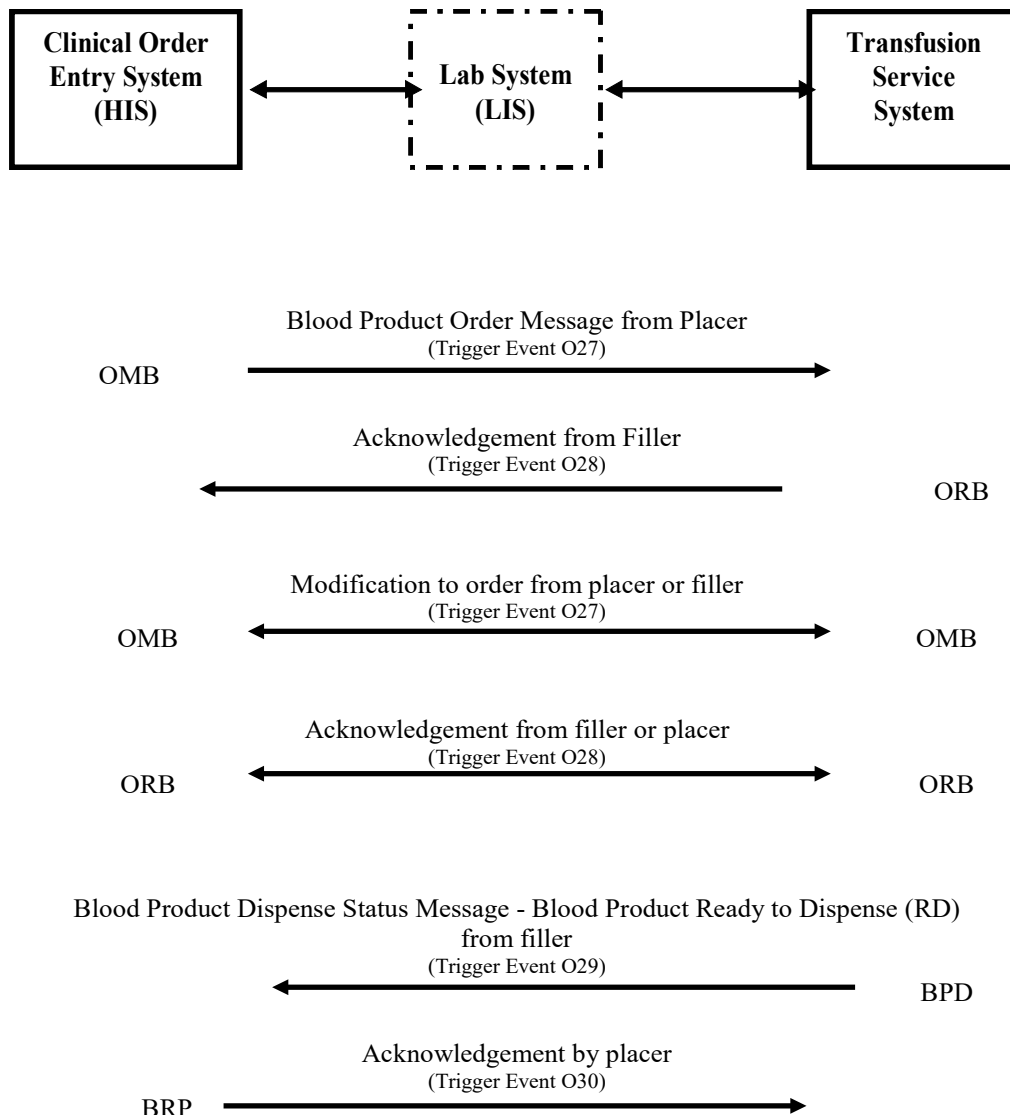 Clinical Order
Entry System
(HIS)
Lab System
(LIS)
Transfusion
Service
System
Blood Product Order Message from Placer
(Trigger Event O27)
OMB
Acknowledgement from Filler
(Trigger Event O28)
ORB
Modification to order from placer or filler
(Trigger Event O27)
OMB
OMB
Acknowledgement from filler or placer
(Trigger Event O28)
ORB
ORB
Blood Product Dispense Status Message - Blood Product Ready to Dispense (RD)
from filler
(Trigger Event O29)
BPD
Acknowledgement by placer
(Trigger Event O30)
BRP